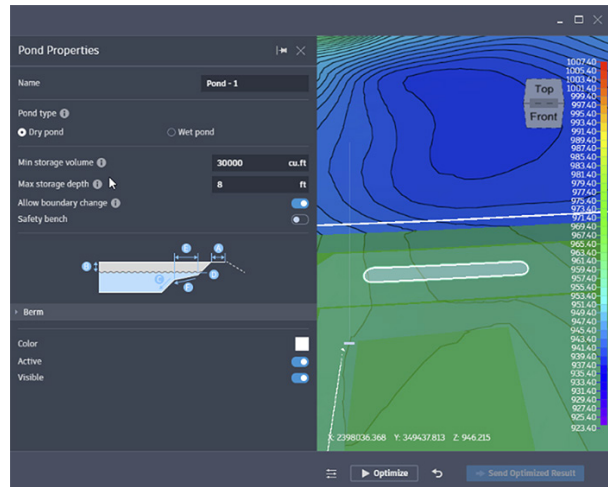 Pond Properties
Name
Pond - 1
Pond type
Dry pond
Wet pond
Min storage volume
30000 cu.ft
Max storage depth
8 ft
Allow boundary change
Safety bench
E
A
D
Berm
Color
Active
Visible
Top
Front
1007.40
1005.40
1003.40
1001.40
999.40
997.40
995.40
993.40
991.40
989.40
987.40
985.40
983.40
981.40
979.40
977.40
975.40
973.40
971.40
969.40
967.40
965.40
963.40
961.40
959.40
957.40
955.40
953.40
951.40
949.40
947.40
945.40
943.40
941.40
939.40
937.40
935.40
933.40
931.40
929.40
927.40
925.40
923.40
X: 2398036.368 Y: 349437.813 Z: 946.215
Optimize
Send Optimized Result